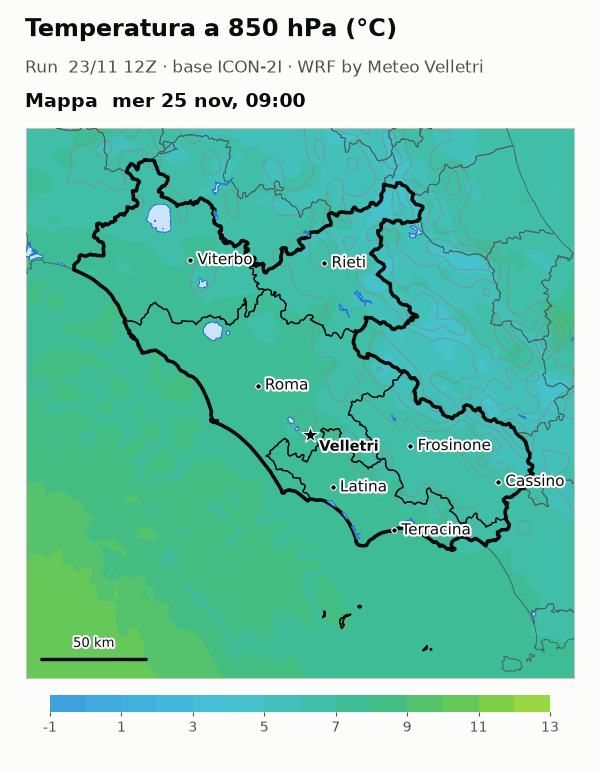 Temperatura a 850 hPa (°C)
Run  23/11 12Z · base ICON-2I · WRF by Meteo Velletri
Mappa  mer 25 nov, 09:00
Viterbo
Rieti
Roma
Velletri
Frosinone
Latina
Cassino
Terracina
50 km
-1 1 3 5 7 9 11 13